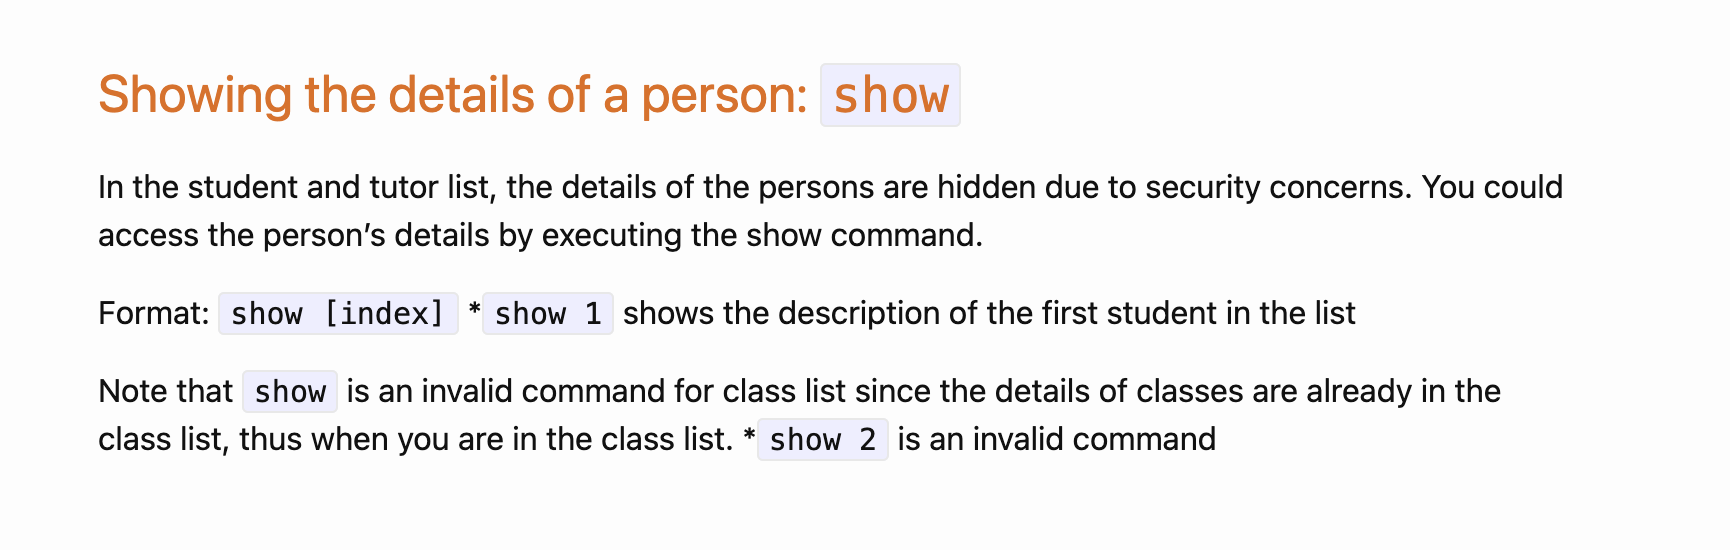 Showing the details of a person: show
In the student and tutor list, the details of the persons are hidden due to security concerns. You could
access the person’s details by executing the show command.
Format: show [index] *show 1 shows the description of the first student in the list
Note that show is an invalid command for class list since the details of classes are already in the
class list, thus when you are in the class list. *show 2 is an invalid command